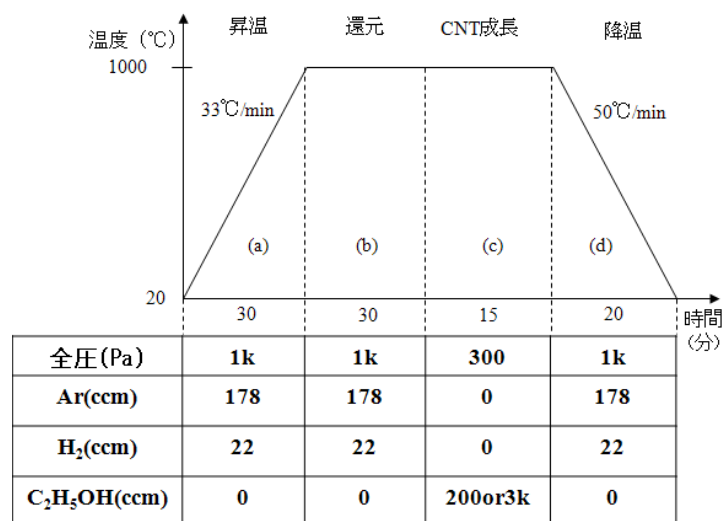 昇温 還元 CNT成長 降温
温度 (℃)
1000
33℃/min 50℃/min
(a) (b) (c) (d)
20
30 30 15 20 時間
(分)
全圧(Pa) 1k 1k 300 1k
Ar(ccm) 178 178 0 178
H₂(ccm) 22 22 0 22
C₂H₅OH(ccm) 0 0 200or3k 0